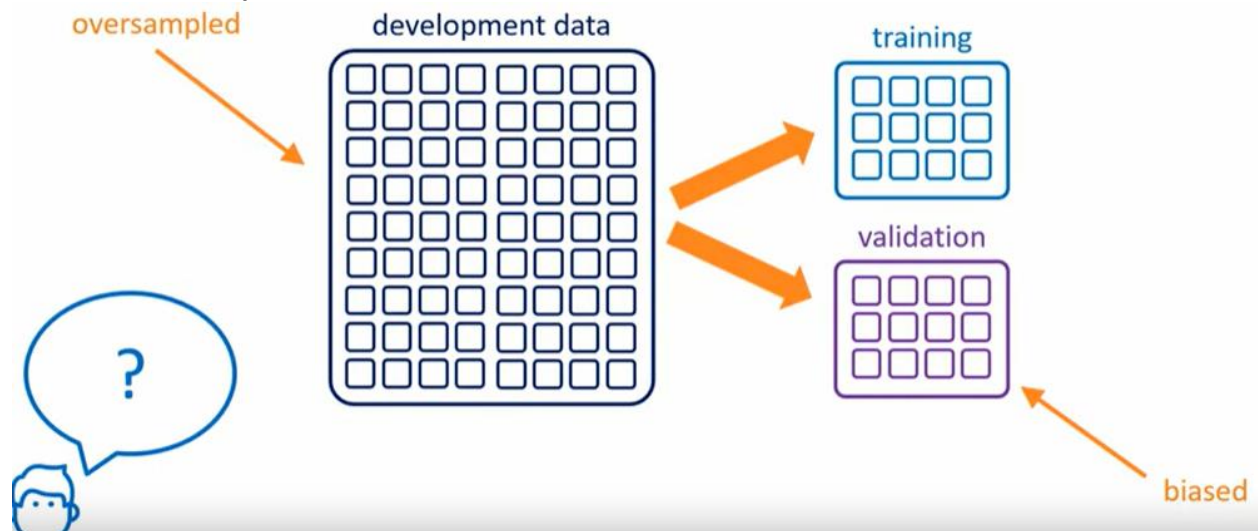 oversampled
development data
training
validation
?
biased